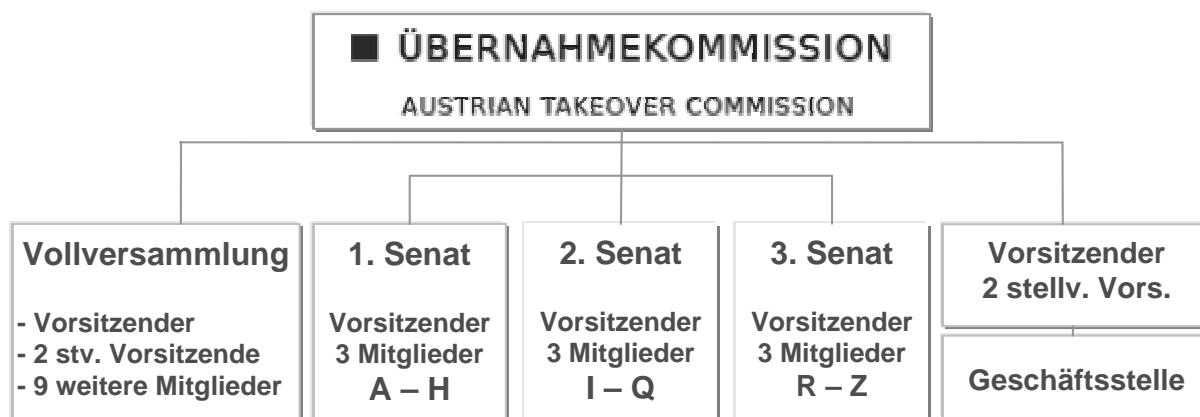 ■ ÜBERNAHMEKOMMISSION
AUSTRIAN TAKEOVER COMMISSION
Vollversammlung
- Vorsitzender
- 2 stv. Vorsitzende
- 9 weitere Mitglieder
1. Senat
Vorsitzender
3 Mitglieder
A – H
2. Senat
Vorsitzender
3 Mitglieder
I – Q
3. Senat
Vorsitzender
3 Mitglieder
R – Z
Vorsitzender
2 stellv. Vors.
Geschäftsstelle